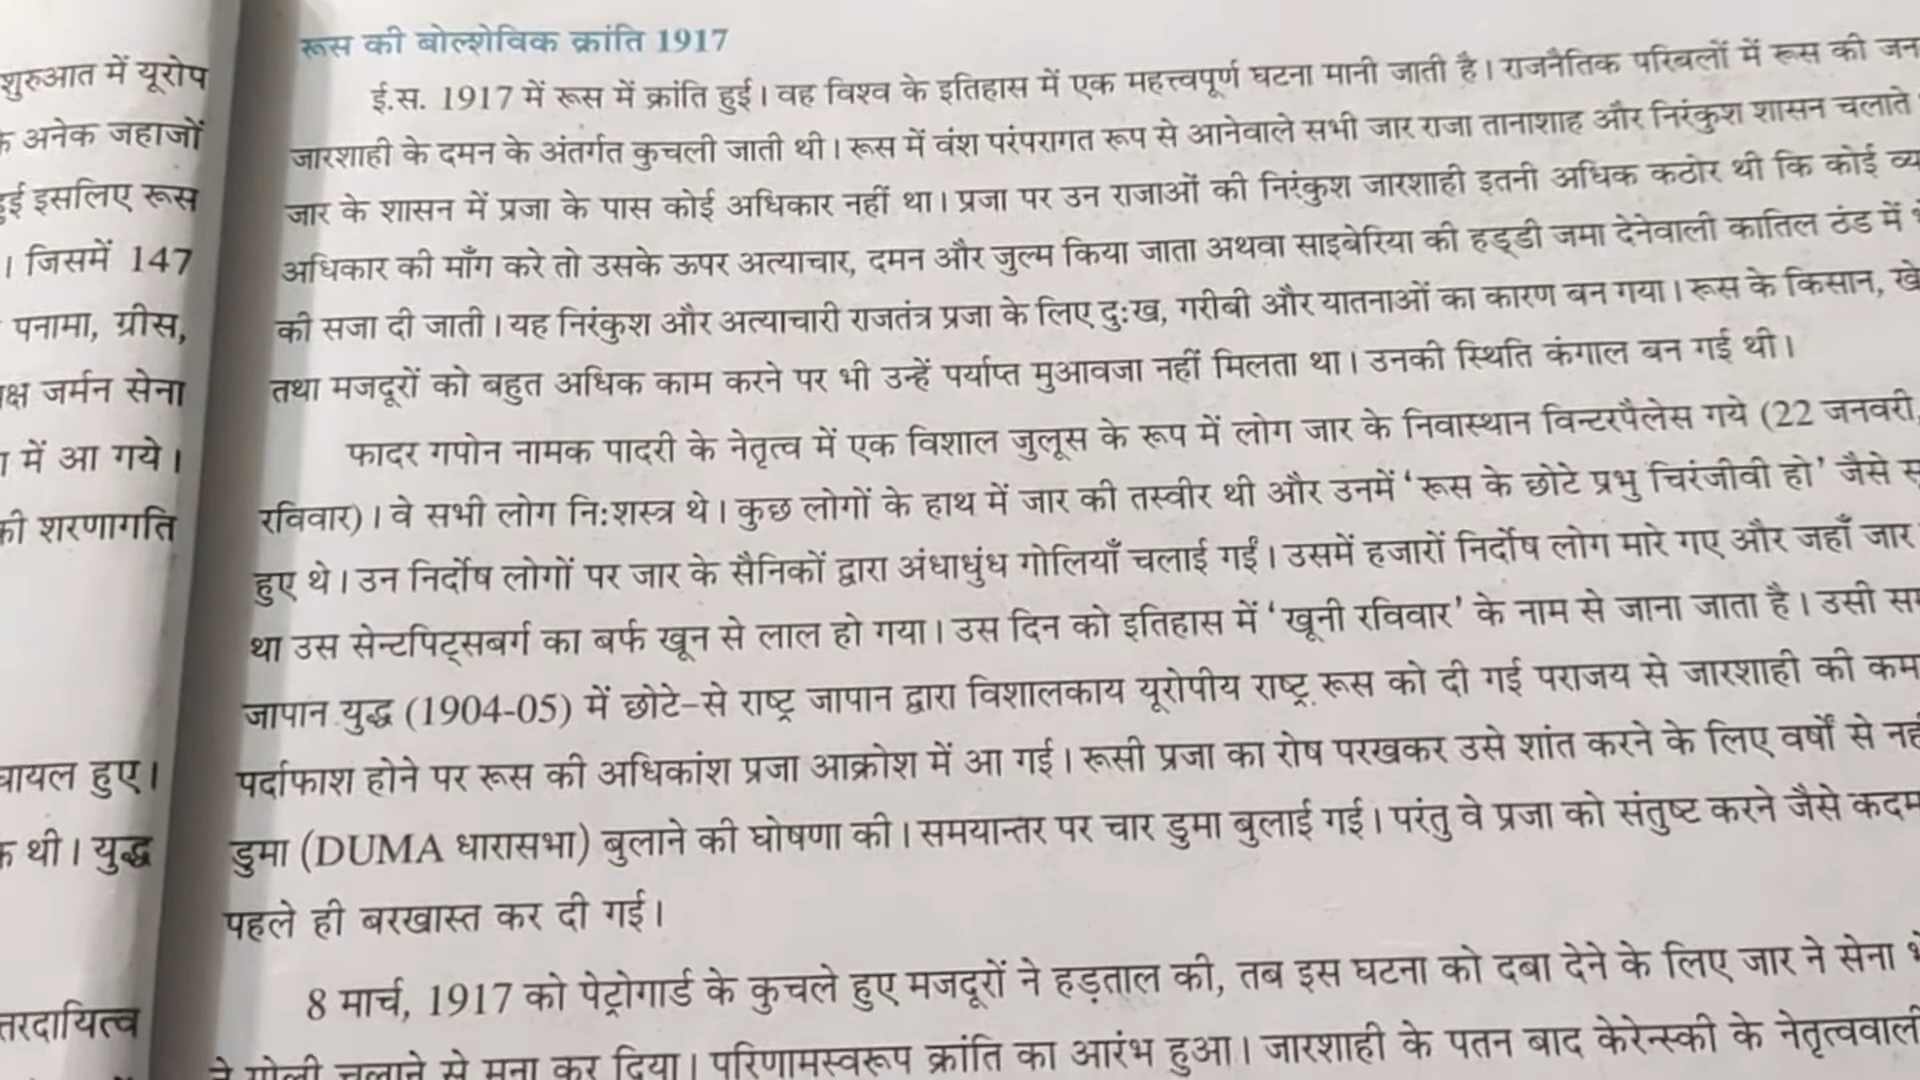 शुरुआत में यूरोप
अनेक जहाजों
हुई इसलिए रूस
। जिसमें 147
पनामा, ग्रीस,
जर्मन सेना
में आ गये।
की शरणागति
घायल हुए।
थी। युद्ध
रूस की बोल्शेविक क्रांति 1917
ई.स. 1917 में रूस में क्रांति हुई। वह विश्व के इतिहास में एक महत्त्वपूर्ण घटना मानी जाती है। राजनैतिक परिबलों में रूस की जन
जारशाही के दमन के अंतर्गत कुचली जाती थी। रूस में वंश परंपरागत रूप से आनेवाले सभी जार राजा तानाशाह और निरंकुश शासन चलाते
जार के शासन में प्रजा के पास कोई अधिकार नहीं था। प्रजा पर उन राजाओं की निरंकुश जारशाही इतनी अधिक कठोर थी कि कोई
अधिकार की माँग करे तो उसके ऊपर अत्याचार, दमन और जुल्म किया जाता अथवा साइबेरिया की हड्डी जमा देनेवाली कातिल ठंड में
की सजा दी जाती। यह निरंकुश और अत्याचारी राजतंत्र प्रजा के लिए दुःख, गरीबी और यातनाओं का कारण बन गया। रूस के किसान,
तथा मजदूरों को बहुत अधिक काम करने पर भी उन्हें पर्याप्त मुआवजा नहीं मिलता था। उनकी स्थिति कंगाल बन गई थी।
फादर गपोन नामक पादरी के नेतृत्व में एक विशाल जुलूस के रूप में लोग जार के निवास्थान विन्टरपैलेस गये (22 जनवरी,
रविवार)। वे सभी लोग निःशस्त्र थे। कुछ लोगों के हाथ में जार की तस्वीर थी और उनमें ‘रूस के छोटे प्रभु चिरंजीवी हो’ जैसे
हुए थे। उन निर्दोष लोगों पर जार के सैनिकों द्वारा अंधाधुंध गोलियाँ चलाई गईं। उसमें हजारों निर्दोष लोग मारे गए और जहाँ जार
था उस सेन्टपिट्सबर्ग का बर्फ खून से लाल हो गया। उस दिन को इतिहास में ‘खूनी रविवार’ के नाम से जाना जाता है। उसी
जापान युद्ध (1904-05) में छोटे-से राष्ट्र जापान द्वारा विशालकाय यूरोपीय राष्ट्र रूस को दी गई पराजय से जारशाही की कम
पर्दाफाश होने पर रूस की अधिकांश प्रजा आक्रोश में आ गई। रूसी प्रजा का रोष परखकर उसे शांत करने के लिए वर्षों से
डुमा (DUMA धारासभा) बुलाने की घोषणा की। समयान्तर पर चार डुमा बुलाई गई। परंतु वे प्रजा को संतुष्ट करने जैसे कदम
पहले ही बरखास्त कर दी गई।
8 मार्च, 1917 को पेट्रोगार्ड के कुचले हुए मजदूरों ने हड़ताल की, तब इस घटना को दबा देने के लिए जार ने सेना
ने गोली चलाने से मना कर दिया। परिणामस्वरूप क्रांति का आरंभ हुआ। जारशाही के पतन बाद केरेन्स्की के नेतृत्ववाली